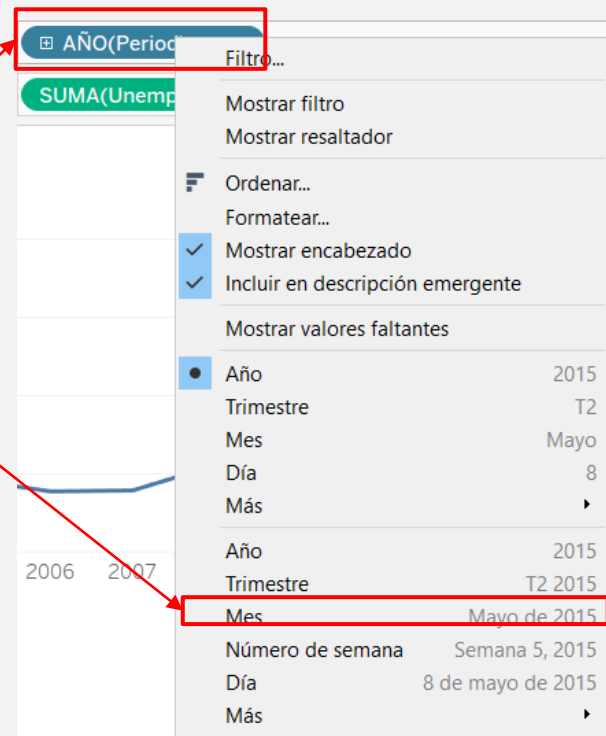 AÑO(Period
SUMA(Unemp
Filtro...
Mostrar filtro
Mostrar resaltador
Ordenar...
Formatear...
Mostrar encabezado
Incluir en descripción emergente
Mostrar valores faltantes
Año 2015
Trimestre T2
Mes Mayo
Día 8
Más
Año 2015
Trimestre T2 2015
Mes Mayo de 2015
Número de semana Semana 5, 2015
Día 8 de mayo de 2015
Más
2006 2007